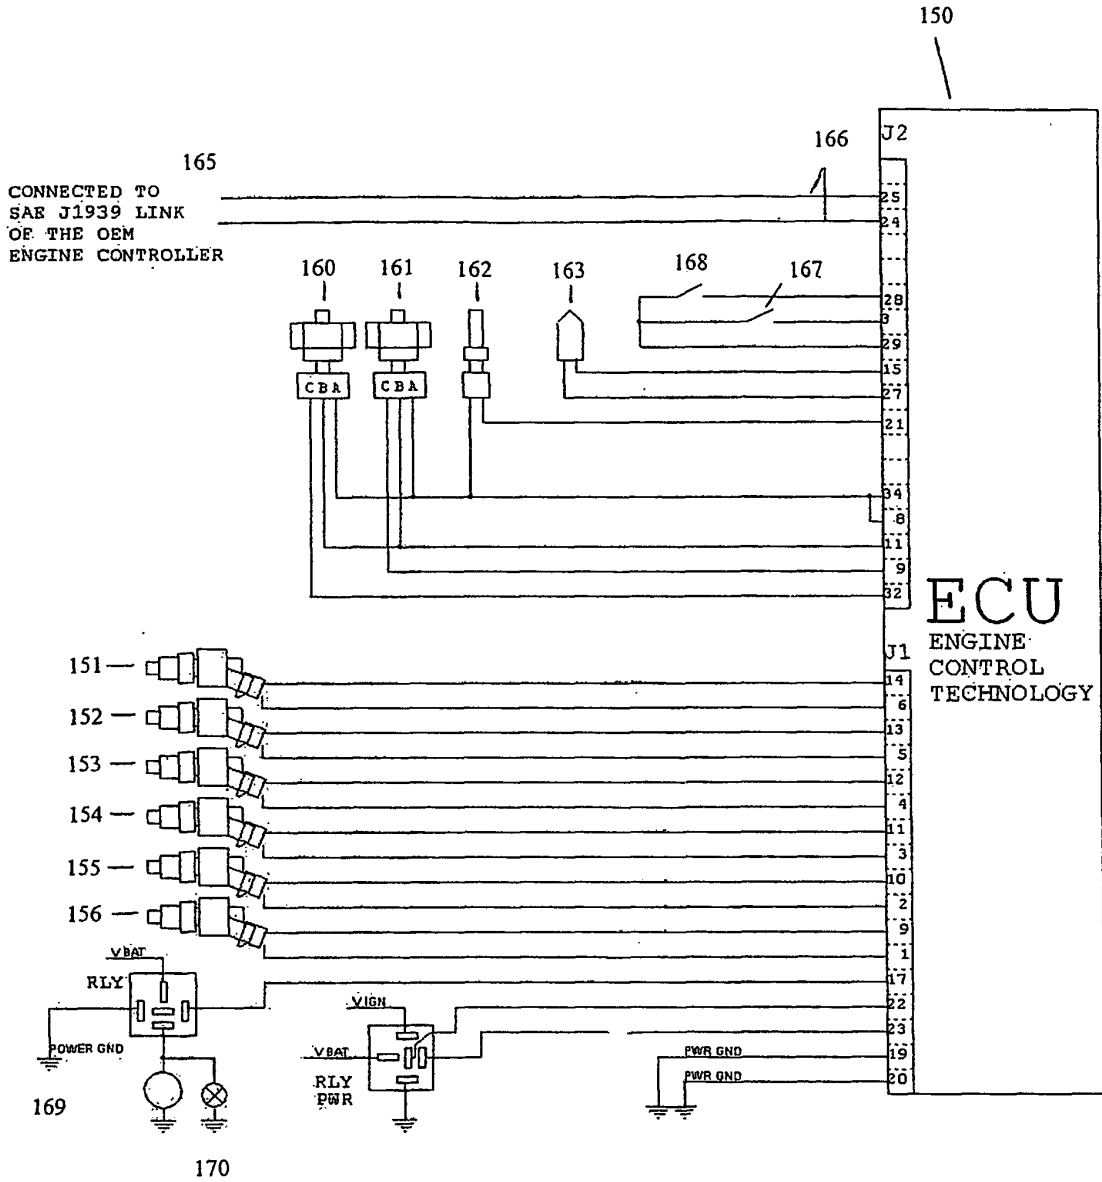 150
J2
166
165
CONNECTED TO
SAE J1939 LINK
OF THE OEM
ENGINE CONTROLLER
25
24
160
161
162
163
168
167
28
3
29
15
27
21
C B A
C B A
34
8
11
9
32
ECU
ENGINE
CONTROL
TECHNOLOGY
J1
151
14
6
152
13
5
153
12
4
154
11
3
155
10
2
156
9
1
VBAT
RLY
17
VIGN
22
23
POWER GND
VBAT
RLY
PWR
PWR GND
19
PWR GND
20
169
170